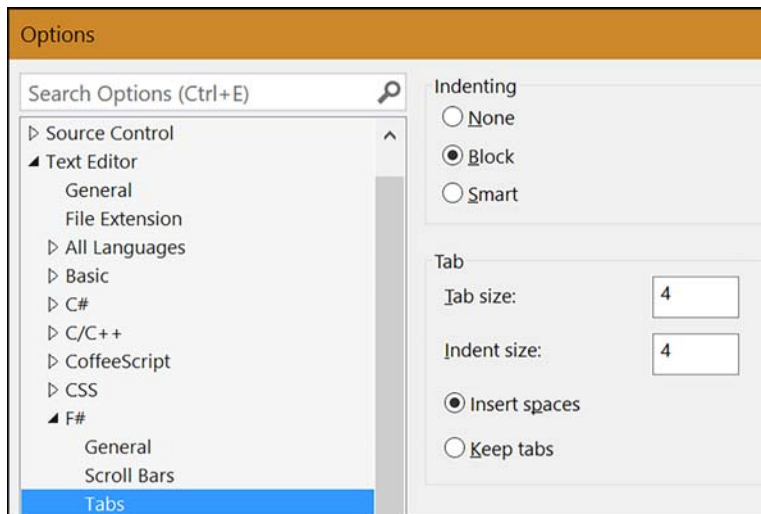 Options
Search Options (Ctrl+E)
Source Control
Text Editor
General
File Extension
All Languages
Basic
C#
C/C++
CoffeeScript
CSS
F#
General
Scroll Bars
Tabs
Indenting
None
Block
Smart
Tab
Tab size: 4
Indent size: 4
Insert spaces
Keep tabs